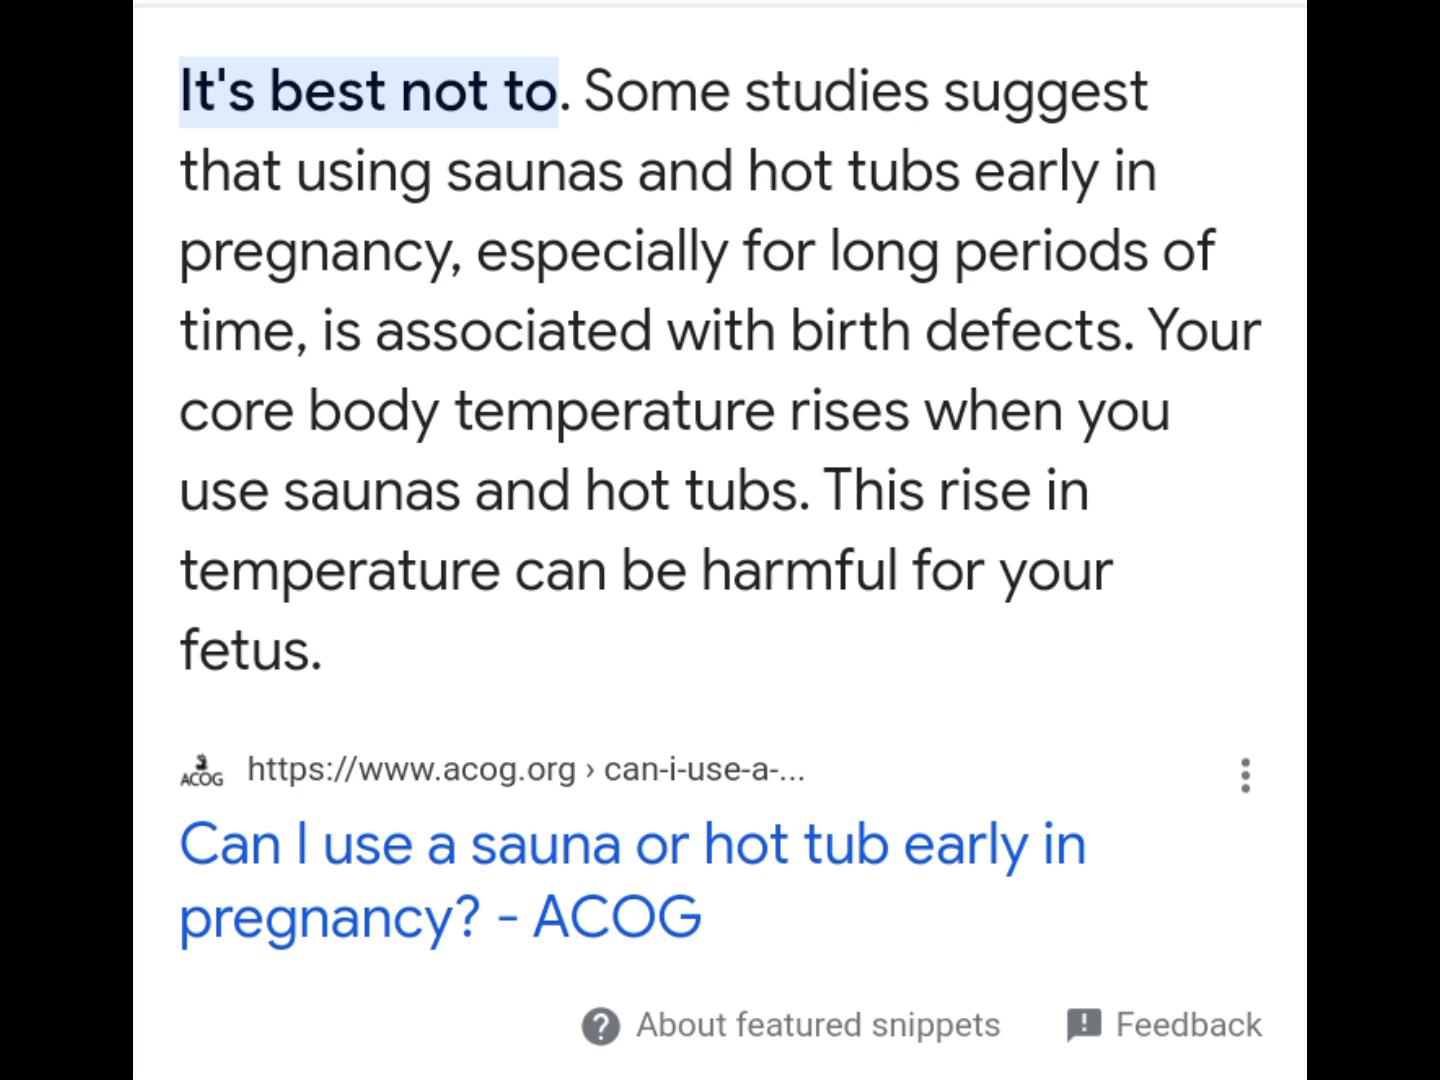 It's best not to. Some studies suggest
that using saunas and hot tubs early in
pregnancy, especially for long periods of
time, is associated with birth defects. Your
core body temperature rises when you
use saunas and hot tubs. This rise in
temperature can be harmful for your
fetus.
ACOG https://www.acog.org › can-i-use-a-...
Can I use a sauna or hot tub early in
pregnancy? - ACOG
About featured snippets Feedback